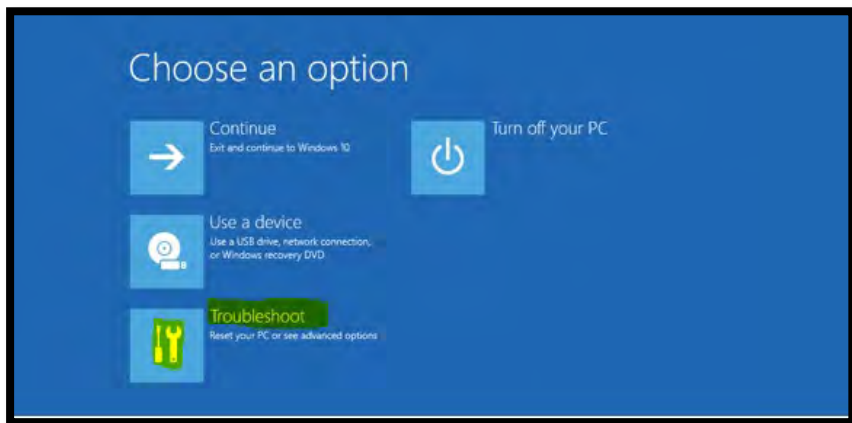 Choose an option
Continue
Exit and continue to Windows 10
Turn off your PC
Use a device
Use a USB drive, network connection,
or Windows recovery DVD
Troubleshoot
Reset your PC or see advanced options